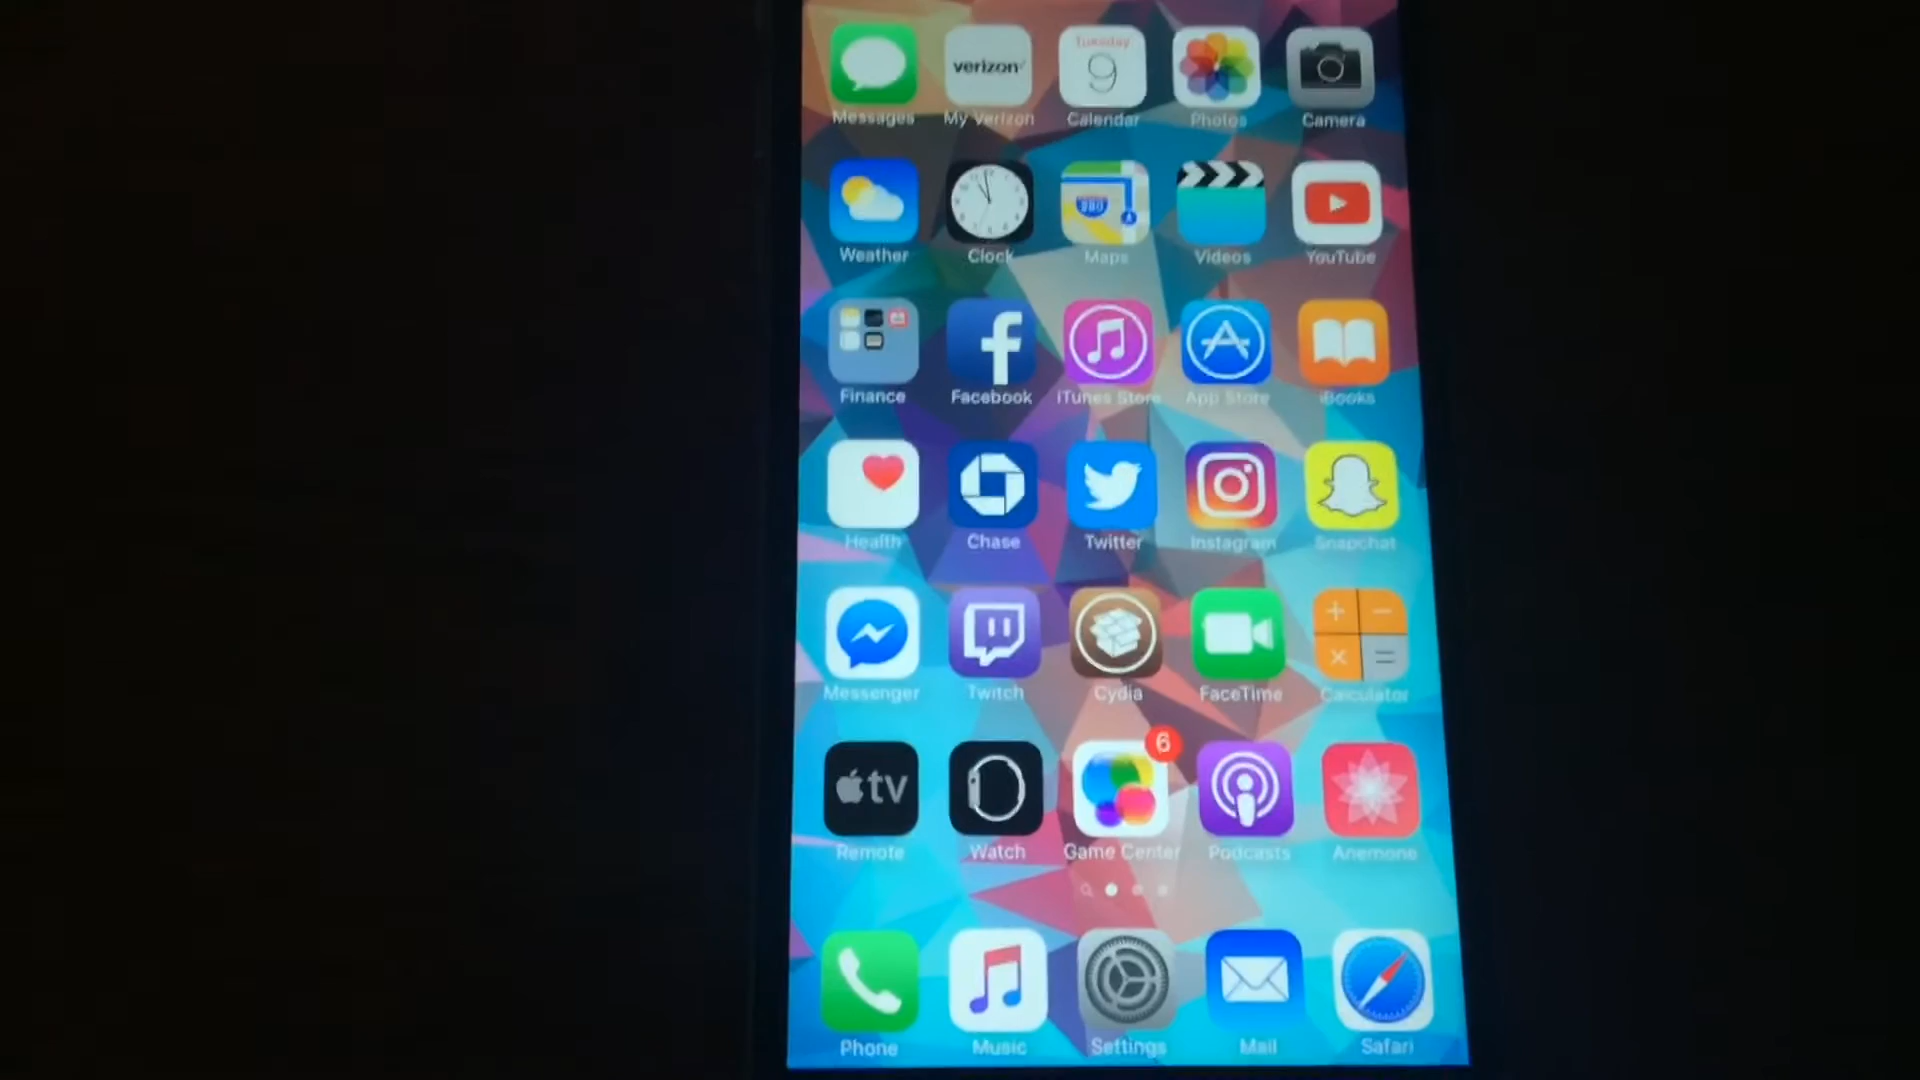 verizon
Tuesday
9
Messages My Verizon Calendar Photos Camera
280
Weather Clock Maps Videos YouTube
Finance Facebook iTunes Store App Store iBooks
Health Chase Twitter Instagram Snapchat
Messenger Twitch Cydia FaceTime Calculator
tv
6
Remote Watch Game Center Podcasts Anemone
Phone Music Settings Mail Safari